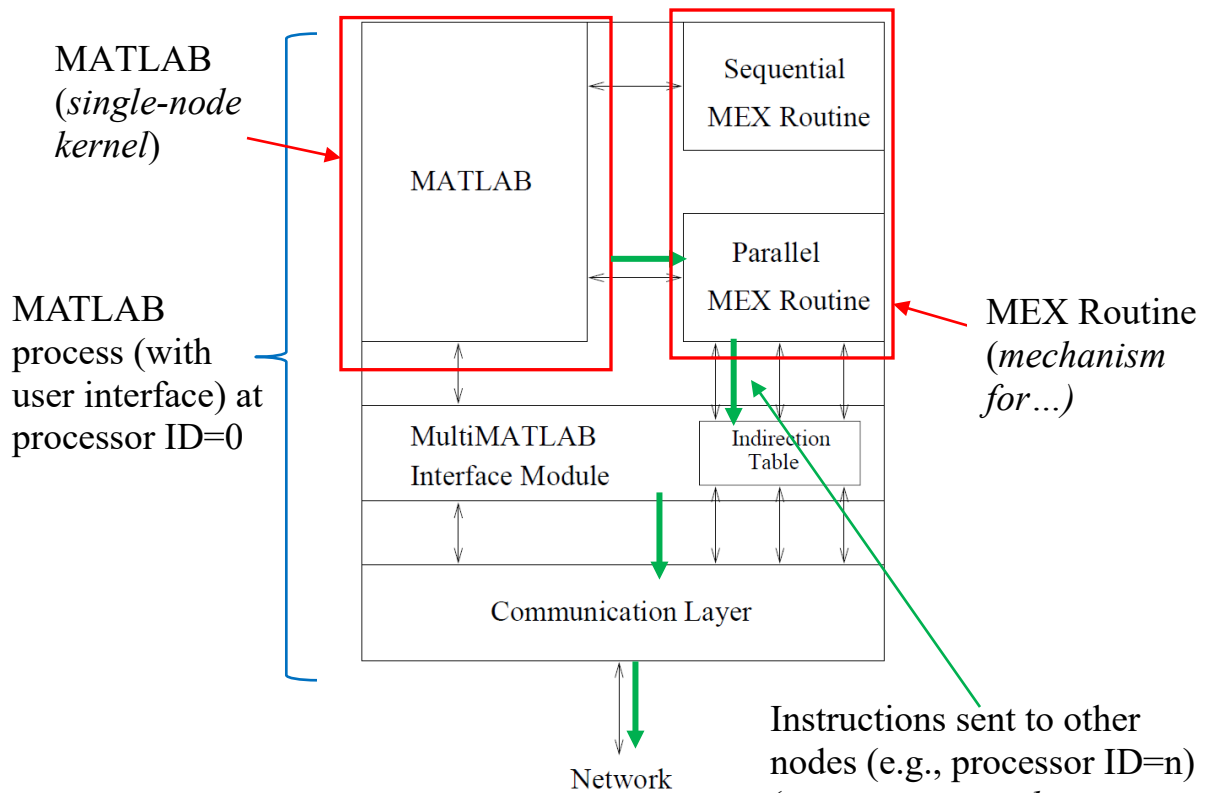 MATLAB
(single-node
kernel)
MATLAB
process (with
user interface) at
processor ID=0
MATLAB
Sequential
MEX Routine
Parallel
MEX Routine
MEX Routine
(mechanism
for…)
MultiMATLAB
Interface Module
Indirection
Table
Communication Layer
Network
Instructions sent to other
nodes (e.g., processor ID=n)